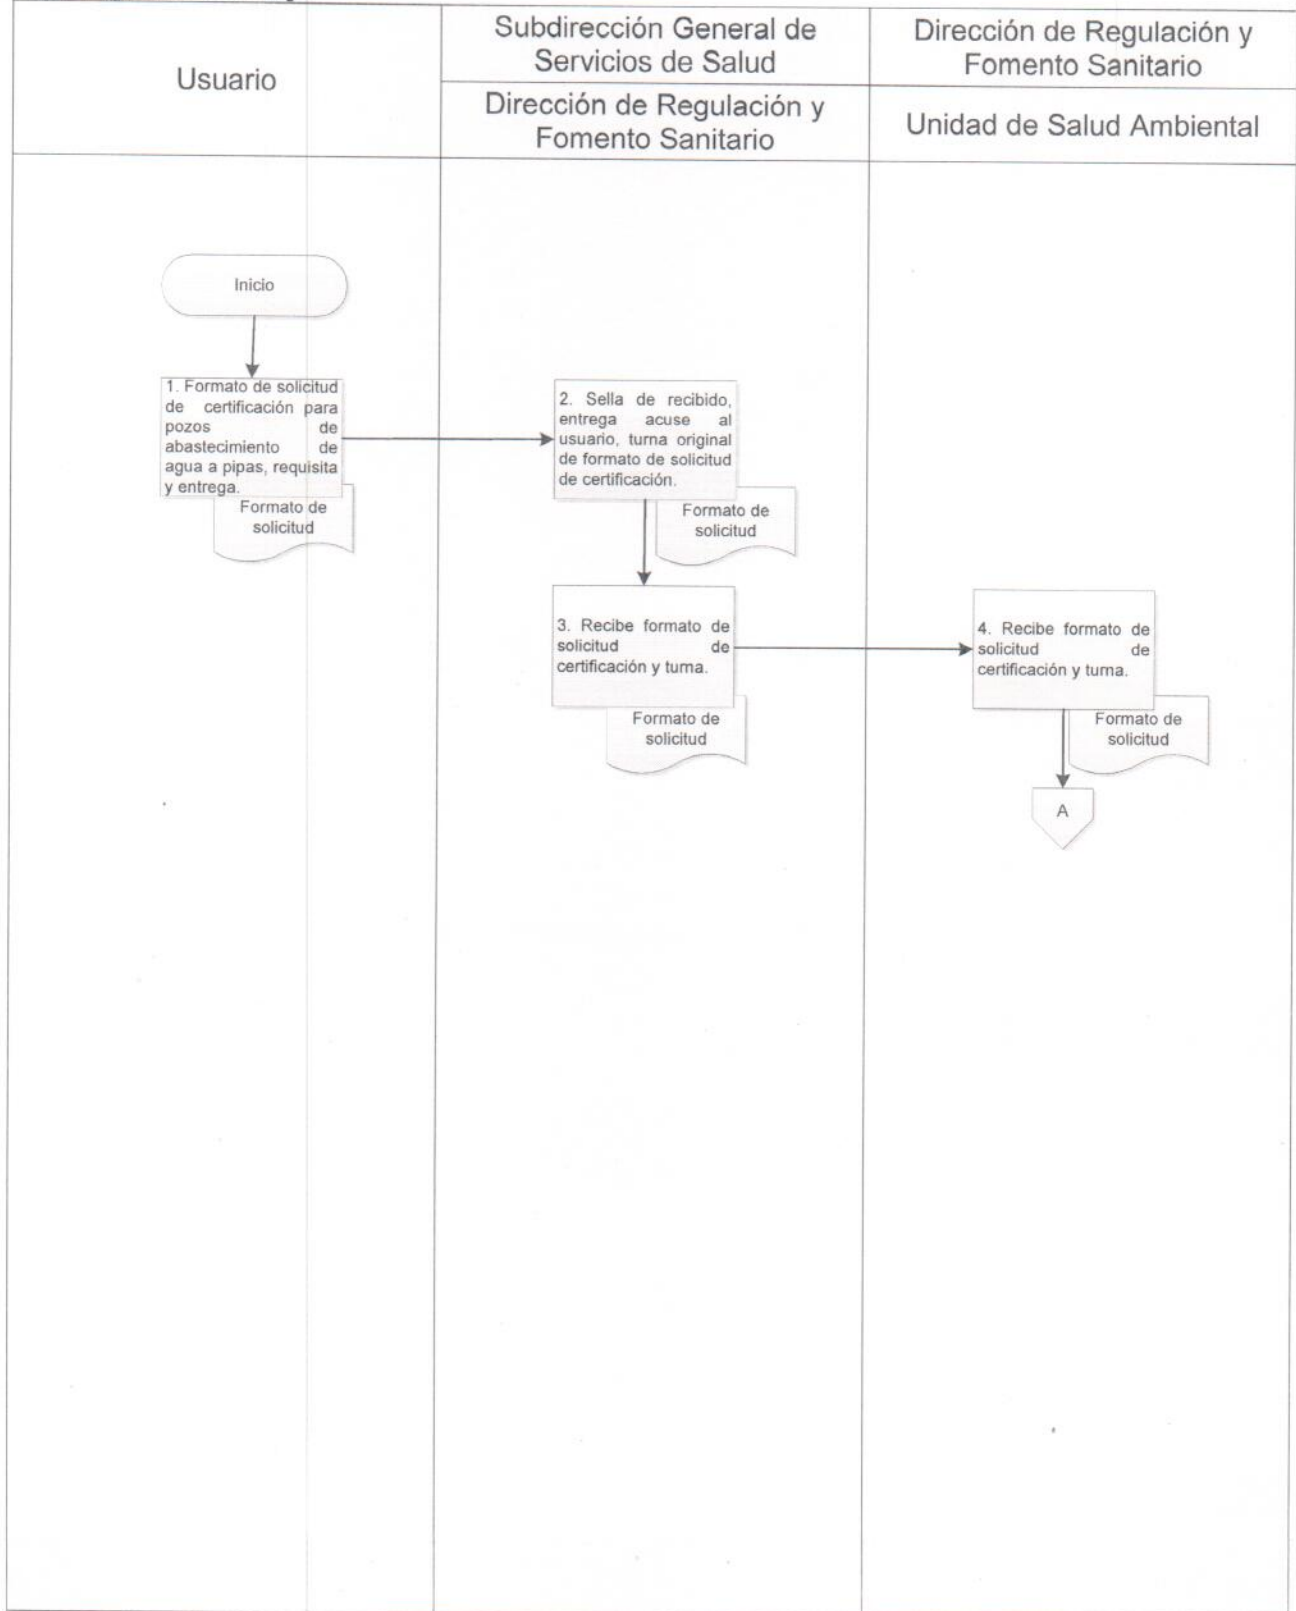 Usuario
Subdirección General de
Servicios de Salud
Dirección de Regulación y
Fomento Sanitario
Dirección de Regulación y
Fomento Sanitario
Unidad de Salud Ambiental
Inicio
1. Formato de solicitud
de certificación para
pozos de
abastecimiento de
agua a pipas, requisita
y entrega.
Formato de
solicitud
2. Sella de recibido,
entrega acuse al
usuario, turna original
de formato de solicitud
de certificación.
Formato de
solicitud
3. Recibe formato de
solicitud de
certificación y turna.
Formato de
solicitud
4. Recibe formato de
solicitud de
certificación y turna.
Formato de
solicitud
A